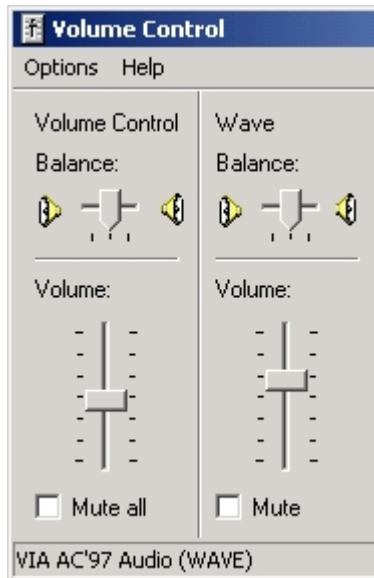 Volume Control
Options Help
Volume Control
Balance:
Volume:
Mute all
Wave
Balance:
Volume:
Mute
VIA AC'97 Audio (WAVE)